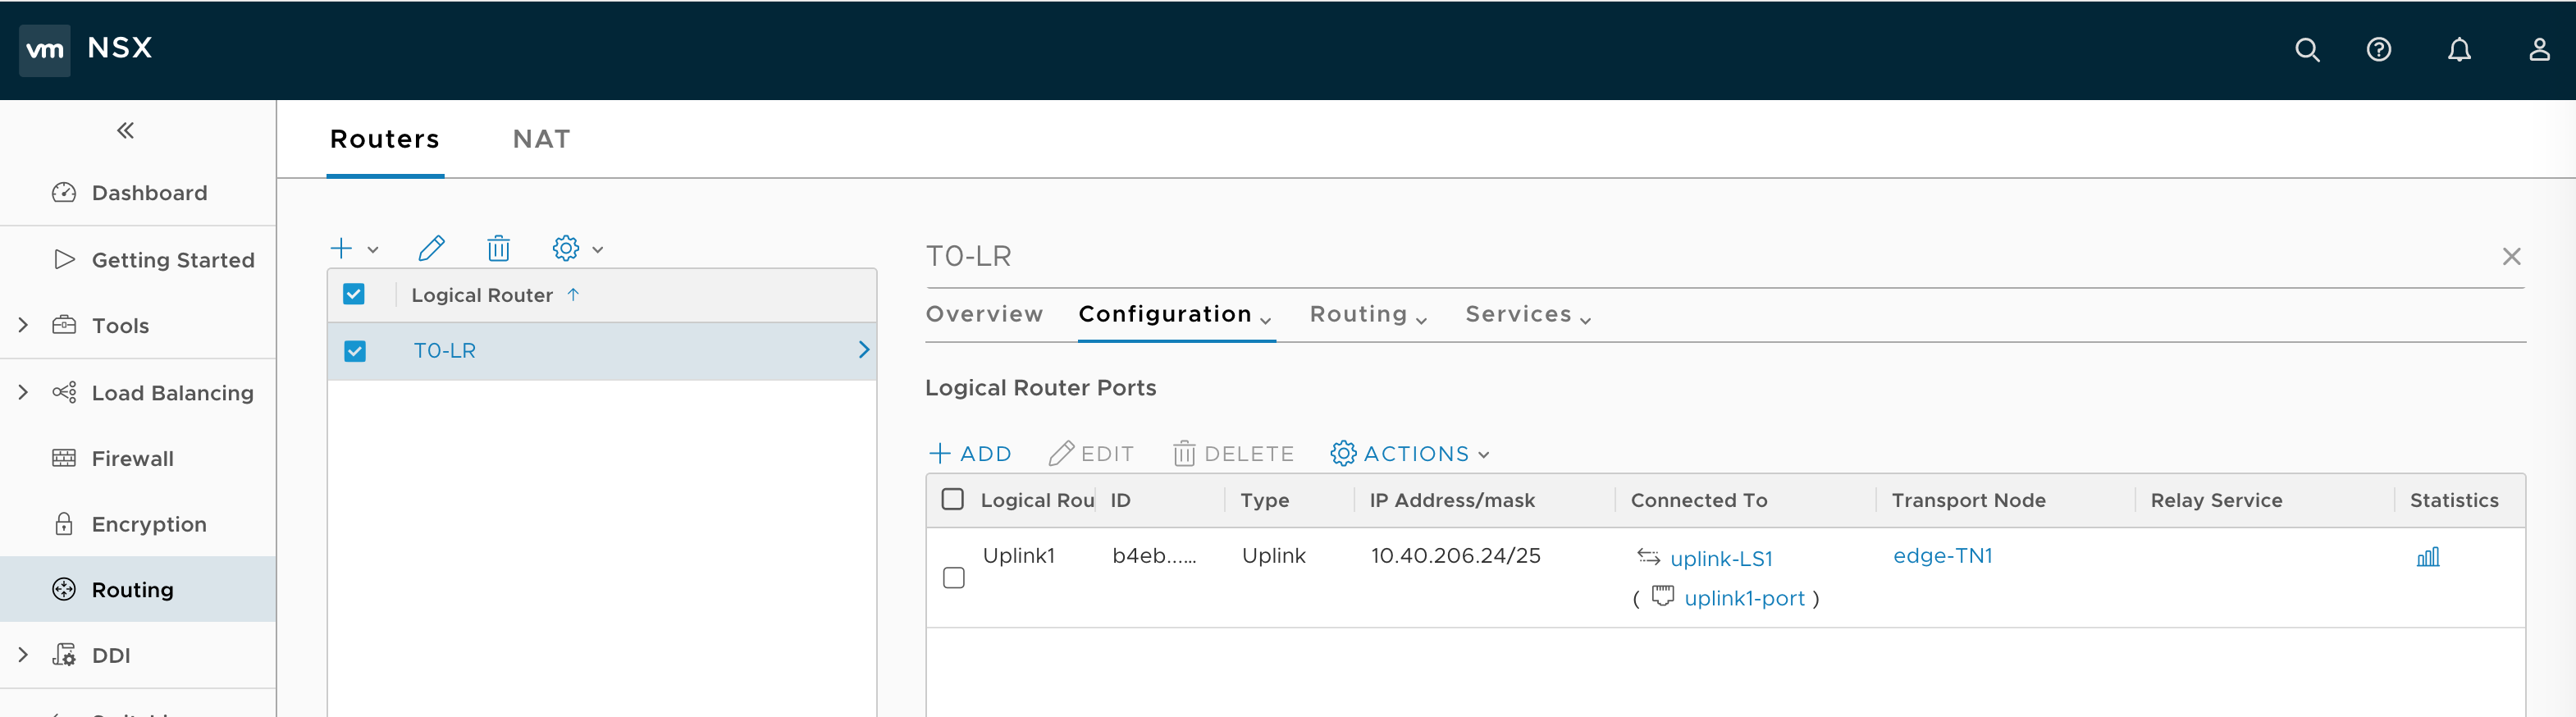 vm NSX
Routers NAT
Dashboard
Getting Started
Tools
Load Balancing
Firewall
Encryption
Routing
DDI
Logical Router
T0-LR
T0-LR
Overview Configuration Routing Services
Logical Router Ports
ADD EDIT DELETE ACTIONS
Logical Rou ID Type IP Address/mask Connected To Transport Node Relay Service Statistics
Uplink1 b4eb...... Uplink 10.40.206.24/25 uplink-LS1 edge-TN1
( uplink1-port )